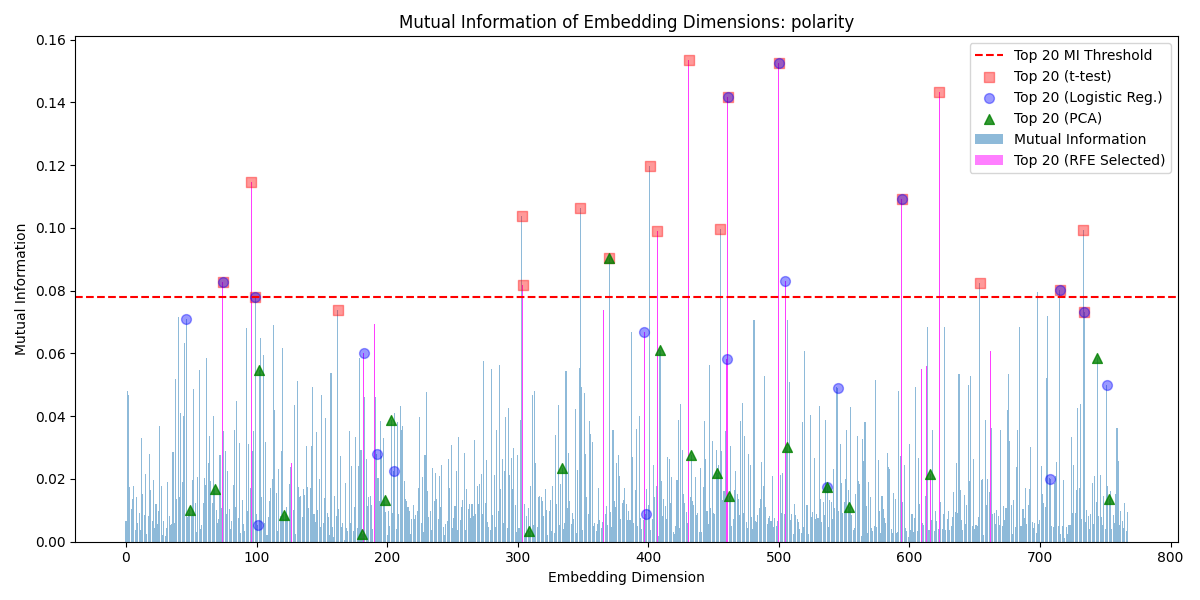 Mutual Information of Embedding Dimensions: polarity
0.16
0.14
0.12
0.10
0.08
0.06
0.04
0.02
0.00
Mutual Information
Top 20 MI Threshold
Top 20 (t-test)
Top 20 (Logistic Reg.)
Top 20 (PCA)
Mutual Information
Top 20 (RFE Selected)
0
100
200
300
400
500
600
700
800
Embedding Dimension